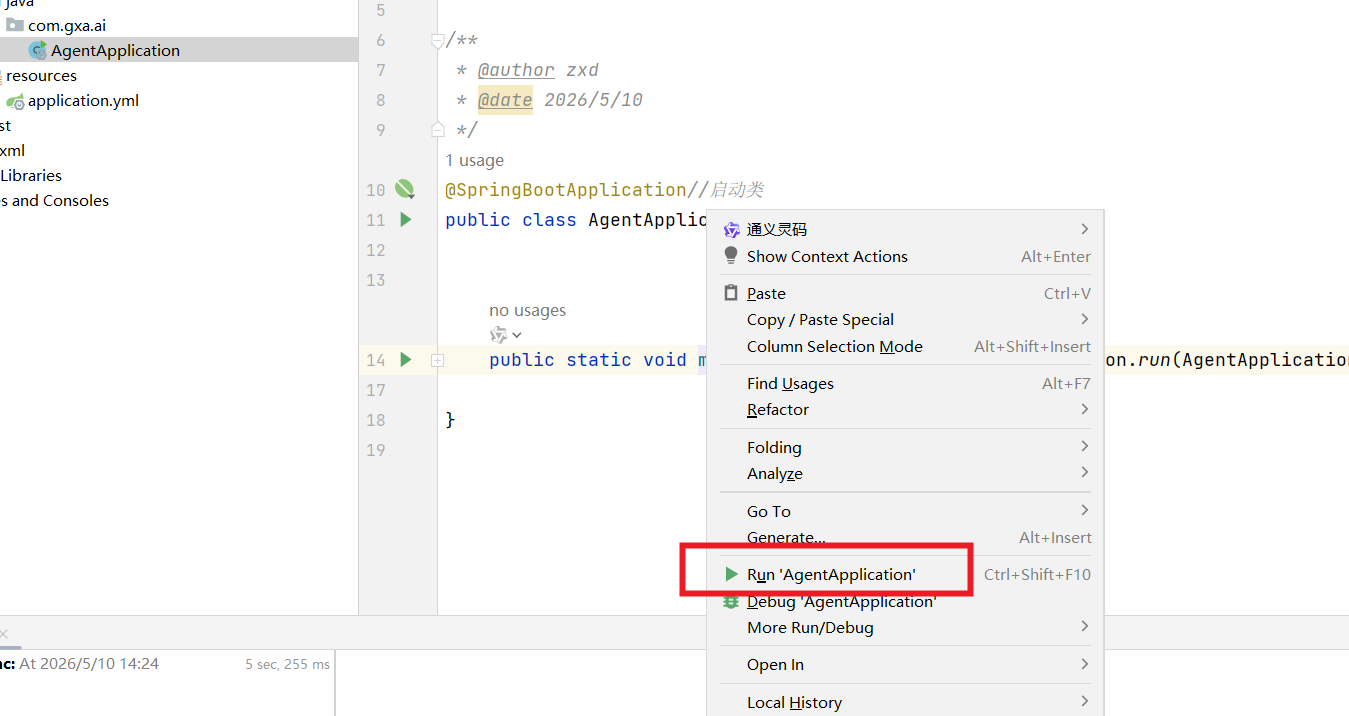 java
com.gxa.ai
AgentApplication
resources
application.yml
st
xml
Libraries
s and Consoles
5
6 /**
7 * @author zxd
8 * @date 2026/5/10
9 */
1 usage
10 @SpringBootApplication//启动类
11 public class AgentApplic
12
13
no usages
14 public static void m on.run(AgentApplication
17
18 }
19
通义灵码
Show Context Actions Alt+Enter
Paste Ctrl+V
Copy / Paste Special
Column Selection Mode Alt+Shift+Insert
Find Usages Alt+F7
Refactor
Folding
Analyze
Go To
Generate... Alt+Insert
Run 'AgentApplication' Ctrl+Shift+F10
Debug 'AgentApplication'
More Run/Debug
Open In
Local History
nc: At 2026/5/10 14:24 5 sec, 255 ms